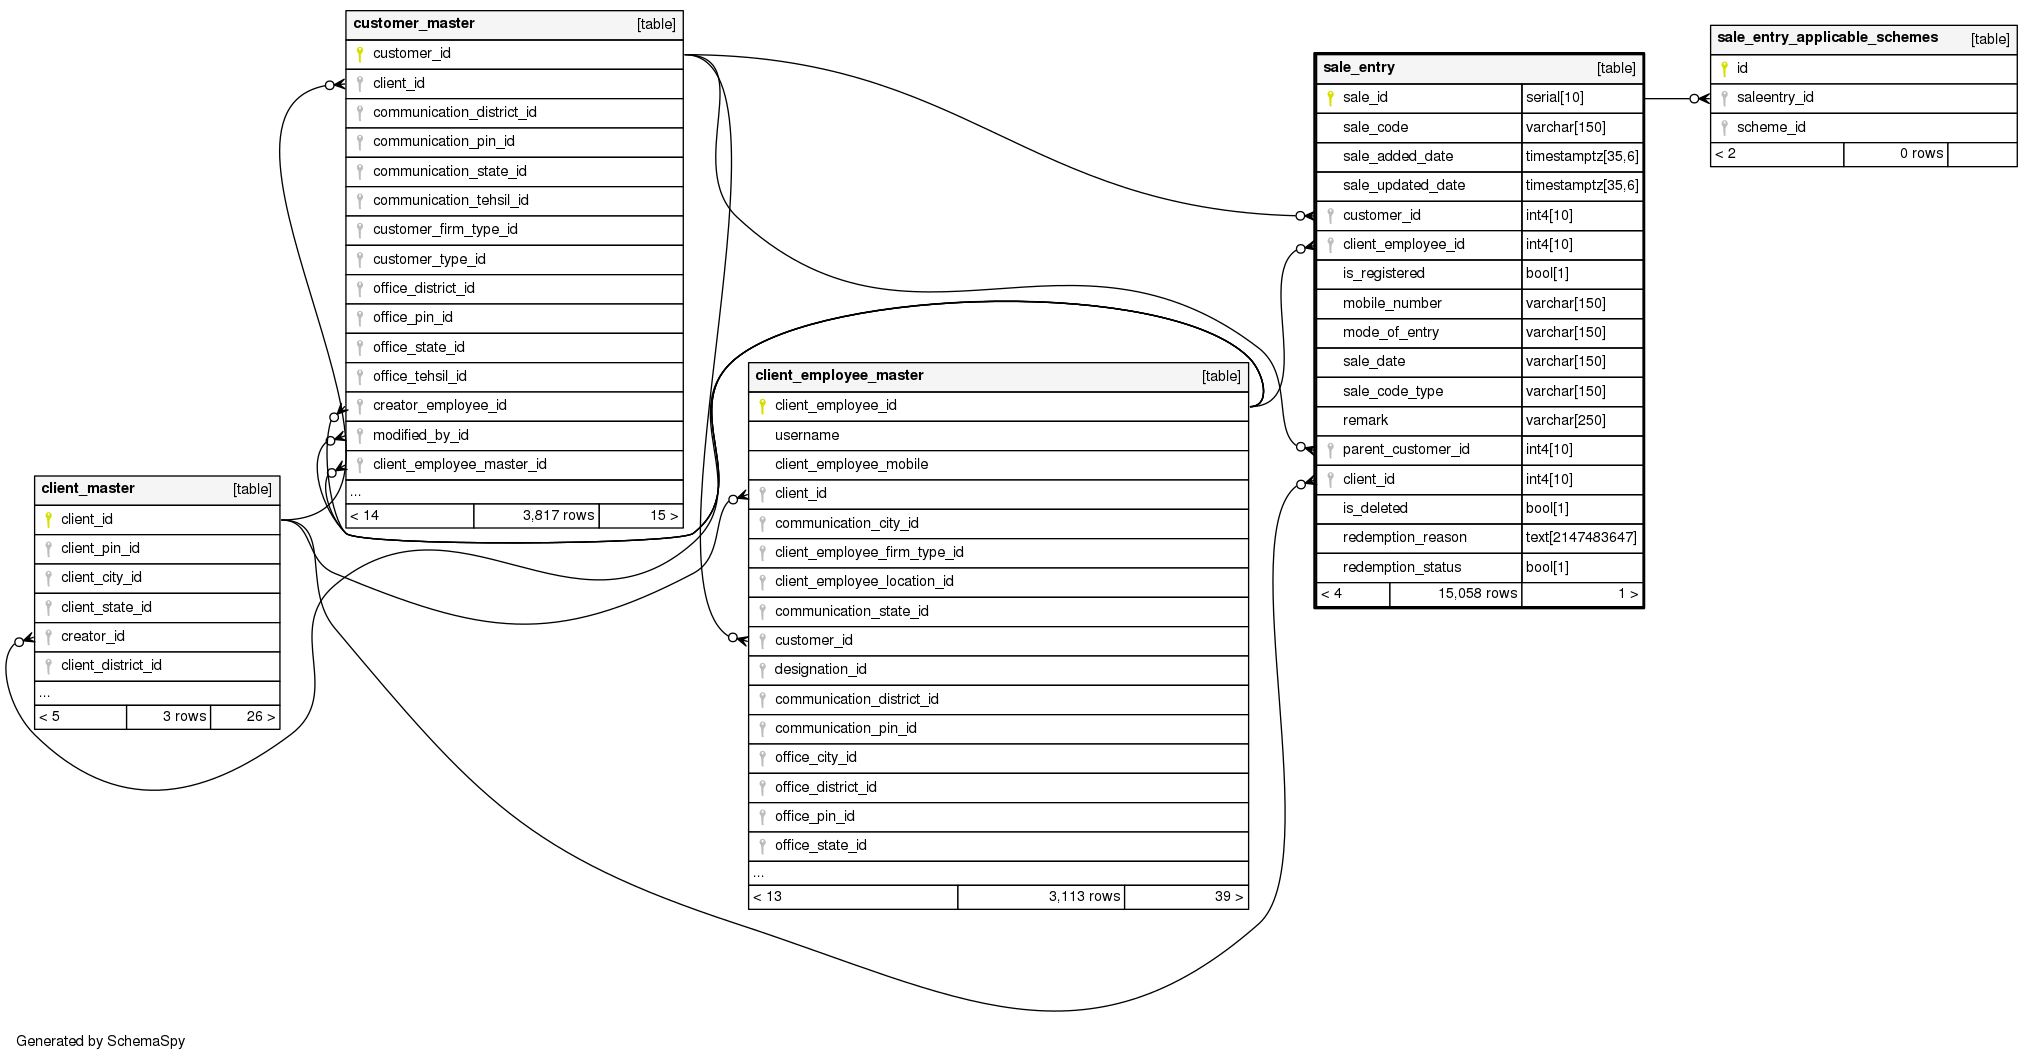 customer_master [table]
customer_id
client_id
communication_district_id
communication_pin_id
communication_state_id
communication_tehsil_id
customer_firm_type_id
customer_type_id
office_district_id
office_pin_id
office_state_id
office_tehsil_id
creator_employee_id
modified_by_id
client_employee_master_id
...
< 14 3,817 rows 15 >
client_master [table]
client_id
client_pin_id
client_city_id
client_state_id
creator_id
client_district_id
...
< 5 3 rows 26 >
client_employee_master [table]
client_employee_id
username
client_employee_mobile
client_id
communication_city_id
client_employee_firm_type_id
client_employee_location_id
communication_state_id
customer_id
designation_id
communication_district_id
communication_pin_id
office_city_id
office_district_id
office_pin_id
office_state_id
...
< 13 3,113 rows 39 >
sale_entry [table]
sale_id serial[10]
sale_code varchar[150]
sale_added_date timestamptz[35,6]
sale_updated_date timestamptz[35,6]
customer_id int4[10]
client_employee_id int4[10]
is_registered bool[1]
mobile_number varchar[150]
mode_of_entry varchar[150]
sale_date varchar[150]
sale_code_type varchar[150]
remark varchar[250]
parent_customer_id int4[10]
client_id int4[10]
is_deleted bool[1]
redemption_reason text[2147483647]
redemption_status bool[1]
< 4 15,058 rows 1 >
sale_entry_applicable_schemes [table]
id
saleentry_id
scheme_id
< 2 0 rows
Generated by SchemaSpy